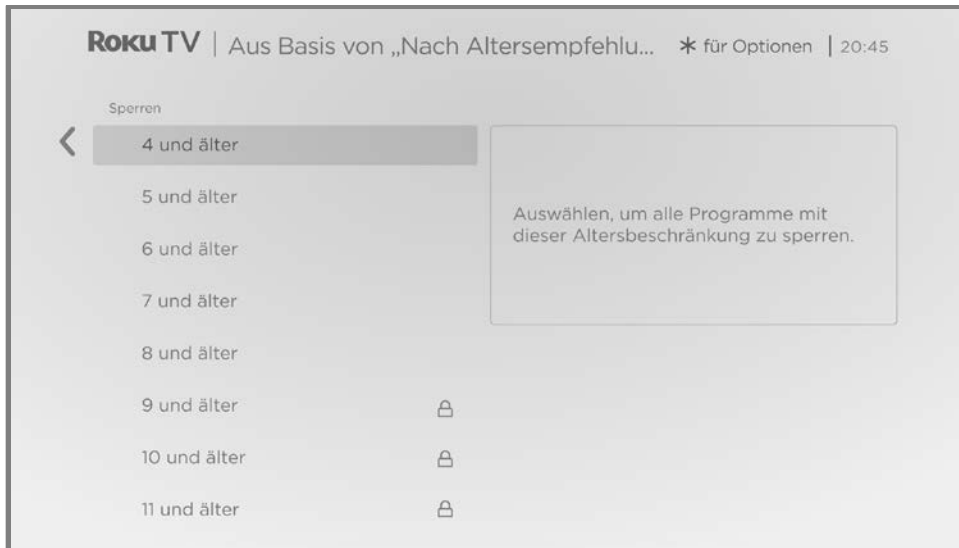 Roku TV | Aus Basis von „Nach Altersempfehlu... * für Optionen | 20:45
Sperren
4 und älter
5 und älter
6 und älter
7 und älter
8 und älter
9 und älter
10 und älter
11 und älter
Auswählen, um alle Programme mit
dieser Altersbeschränkung zu sperren.